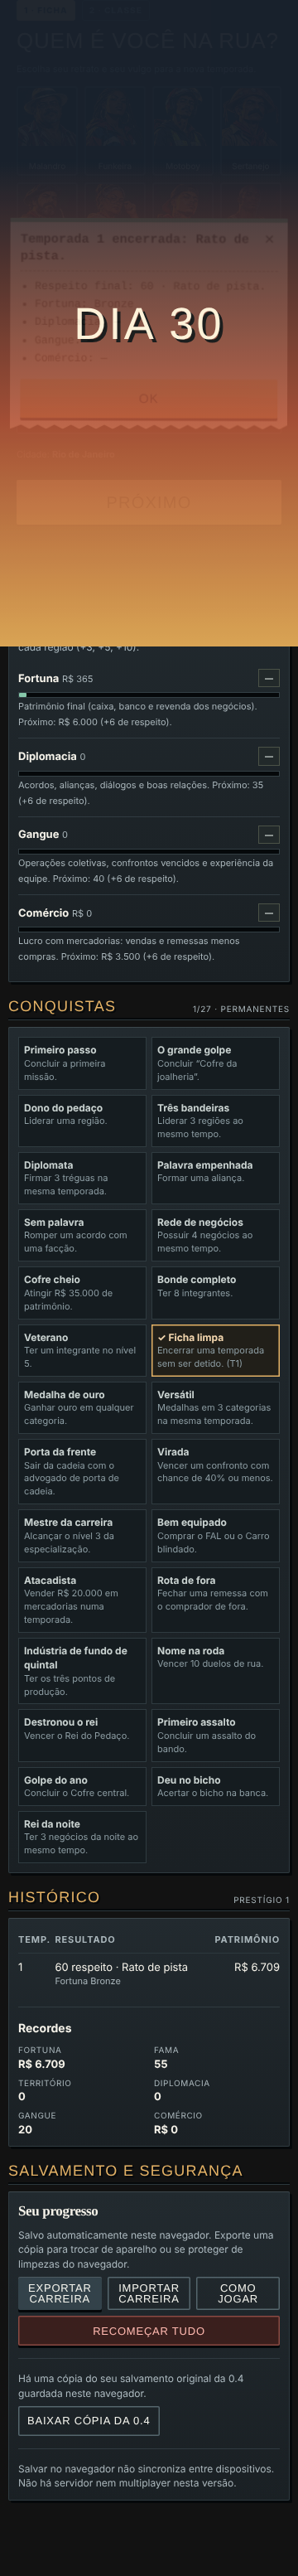 QUEM É VOCÊ NA RUA?
Temporada 1 encerrada: Rato de
pista.
Respeito final: 60 · Rato de pista.
Fortuna: Bronze
Comércio: —
DIA 30
OK
PRÓXIMO
cada região (+3, +5, +10).
Fortuna R$ 365
—
Patrimônio final (caixa, banco e revenda dos negócios).
Próximo: R$ 6.000 (+6 de respeito).
Diplomacia 0
—
Acordos, alianças, diálogos e boas relações. Próximo: 35
(+6 de respeito).
Gangue 0
—
Operações coletivas, confrontos vencidos e experiência da
equipe. Próximo: 40 (+6 de respeito).
Comércio R$ 0
—
Lucro com mercadorias: vendas e remessas menos
compras. Próximo: R$ 3.500 (+6 de respeito).
CONQUISTAS
1/27 · PERMANENTES
Primeiro passo
Concluir a primeira
missão.
O grande golpe
Concluir “Cofre da
joalheria”.
Dono do pedaço
Liderar uma região.
Três bandeiras
Liderar 3 regiões ao
mesmo tempo.
Diplomata
Firmar 3 tréguas na
mesma temporada.
Palavra empenhada
Formar uma aliança.
Sem palavra
Romper um acordo com
uma facção.
Rede de negócios
Possuir 4 negócios ao
mesmo tempo.
Cofre cheio
Atingir R$ 35.000 de
patrimônio.
Bonde completo
Ter 8 integrantes.
Veterano
Ter um integrante no nível
5.
✓ Ficha limpa
Encerrar uma temporada
sem ser detido. (T1)
Medalha de ouro
Ganhar ouro em qualquer
categoria.
Versátil
Medalhas em 3 categorias
na mesma temporada.
Porta da frente
Sair da cadeia com o
advogado de porta de
cadeia.
Virada
Vencer um confronto com
chance de 40% ou menos.
Mestre da carreira
Alcançar o nível 3 da
especialização.
Bem equipado
Comprar o FAL ou o Carro
blindado.
Atacadista
Vender R$ 20.000 em
mercadorias numa
temporada.
Rota de fora
Fechar uma remessa com
o comprador de fora.
Indústria de fundo de
quintal
Ter os três pontos de
produção.
Nome na roda
Vencer 10 duelos de rua.
Destronou o rei
Vencer o Rei do Pedaço.
Primeiro assalto
Concluir um assalto do
bando.
Golpe do ano
Concluir o Cofre central.
Deu no bicho
Acertar o bicho na banca.
Rei da noite
Ter 3 negócios da noite ao
mesmo tempo.
HISTÓRICO
PRESTÍGIO 1
TEMP. RESULTADO PATRIMÔNIO
1 60 respeito · Rato de pista R$ 6.709
Fortuna Bronze
Recordes
FORTUNA
R$ 6.709
FAMA
55
TERRITÓRIO
0
DIPLOMACIA
0
GANGUE
20
COMÉRCIO
R$ 0
SALVAMENTO E SEGURANÇA
Seu progresso
Salvo automaticamente neste navegador. Exporte uma
cópia para trocar de aparelho ou se proteger de
limpezas do navegador.
EXPORTAR
CARREIRA
IMPORTAR
CARREIRA
COMO
JOGAR
RECOMEÇAR TUDO
Há uma cópia do seu salvamento original da 0.4
guardada neste navegador.
BAIXAR CÓPIA DA 0.4
Salvar no navegador não sincroniza entre dispositivos.
Não há servidor nem multiplayer nesta versão.